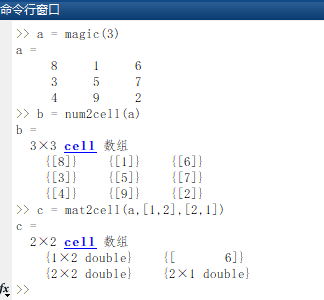 命令行窗口
>> a = magic(3)
a =
8 1 6
3 5 7
4 9 2
>> b = num2cell(a)
b =
3×3 cell 数组
{[8]} {[1]} {[6]}
{[3]} {[5]} {[7]}
{[4]} {[9]} {[2]}
>> c = mat2cell(a,[1,2],[2,1])
c =
2×2 cell 数组
{1×2 double} {[ 6]}
{2×2 double} {2×1 double}
fx >>